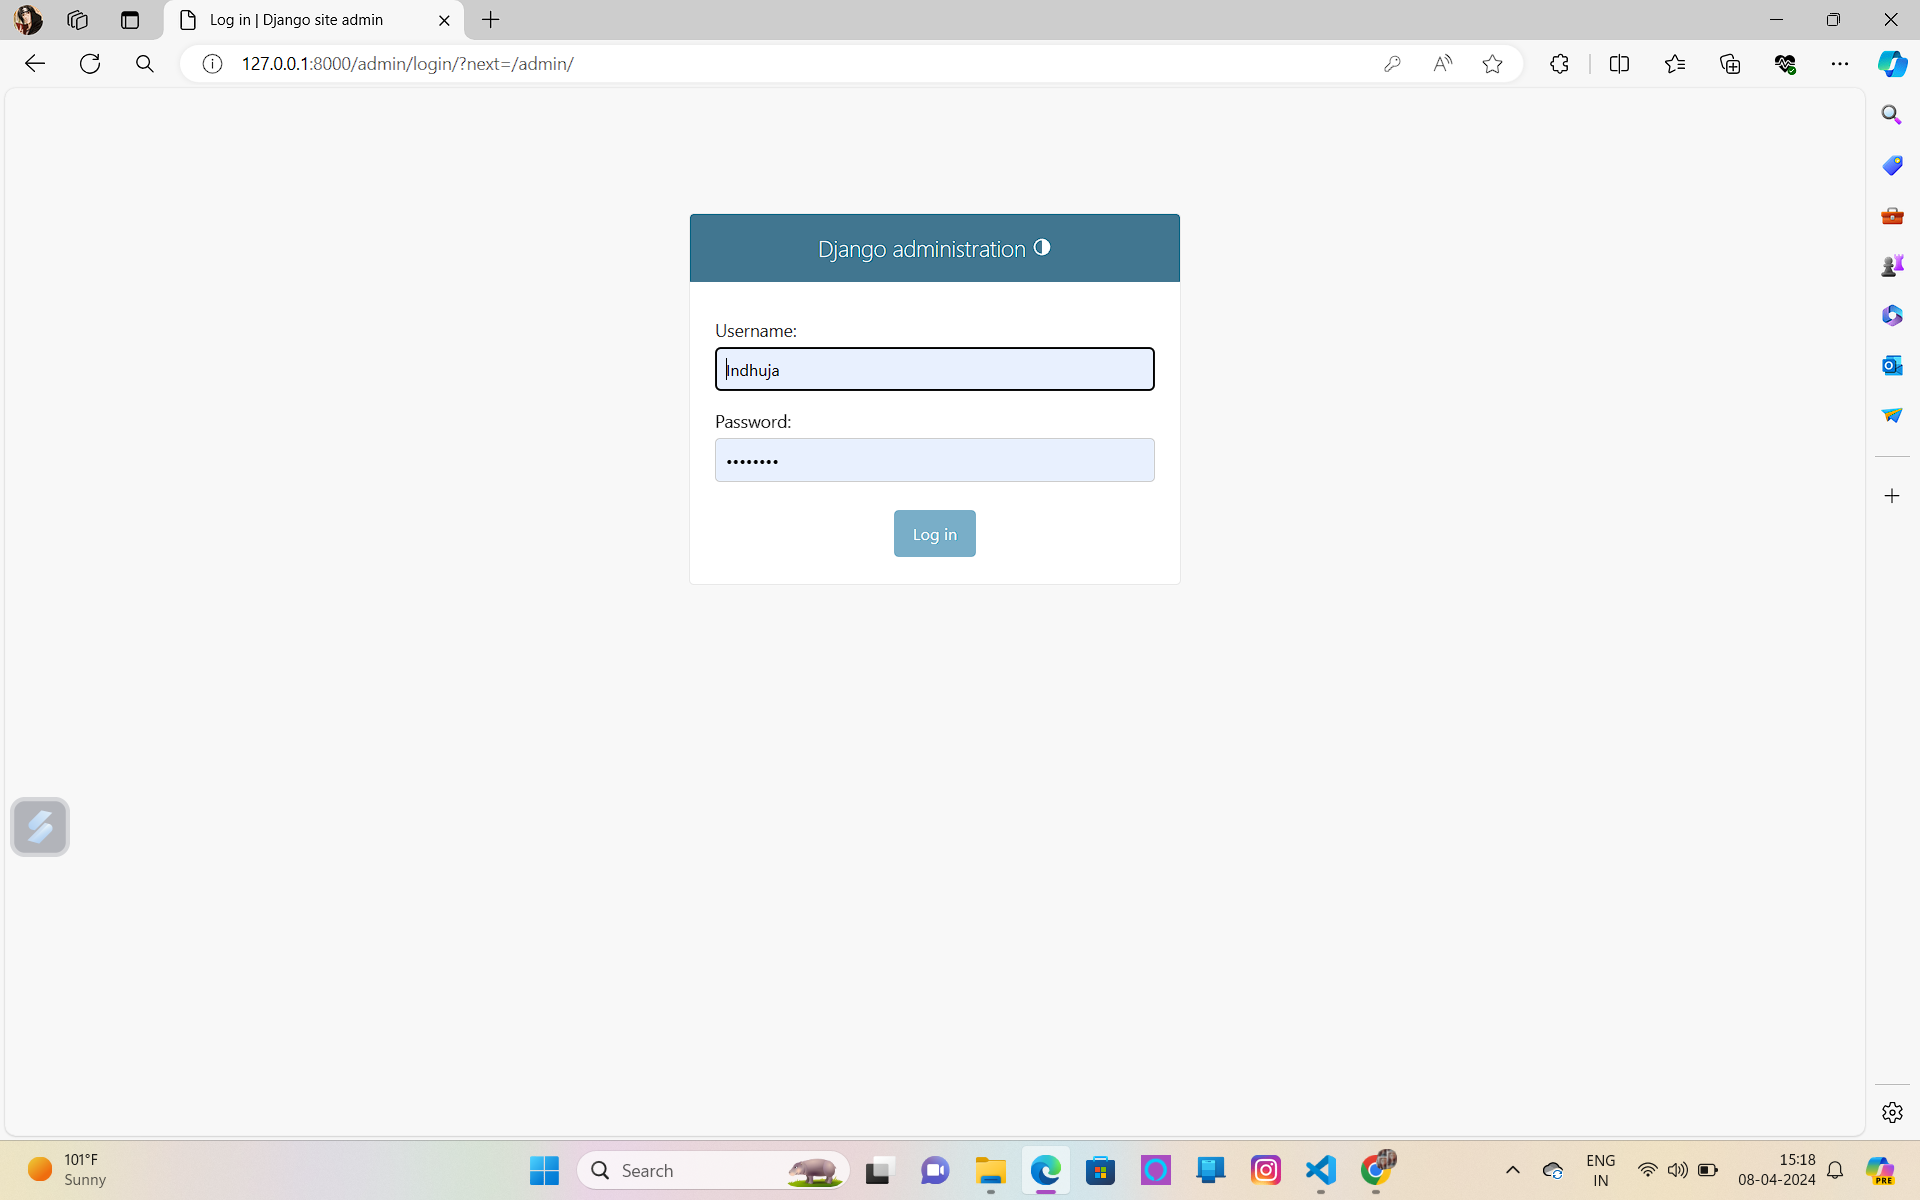 Log in | Django site admin
127.0.0.1:8000/admin/login/?next=/admin/
Django administration
Username:
Indhuja
Password:
••••••••
Log in
101°F
Sunny
Search
ENG
IN
15:18
08-04-2024
PRE